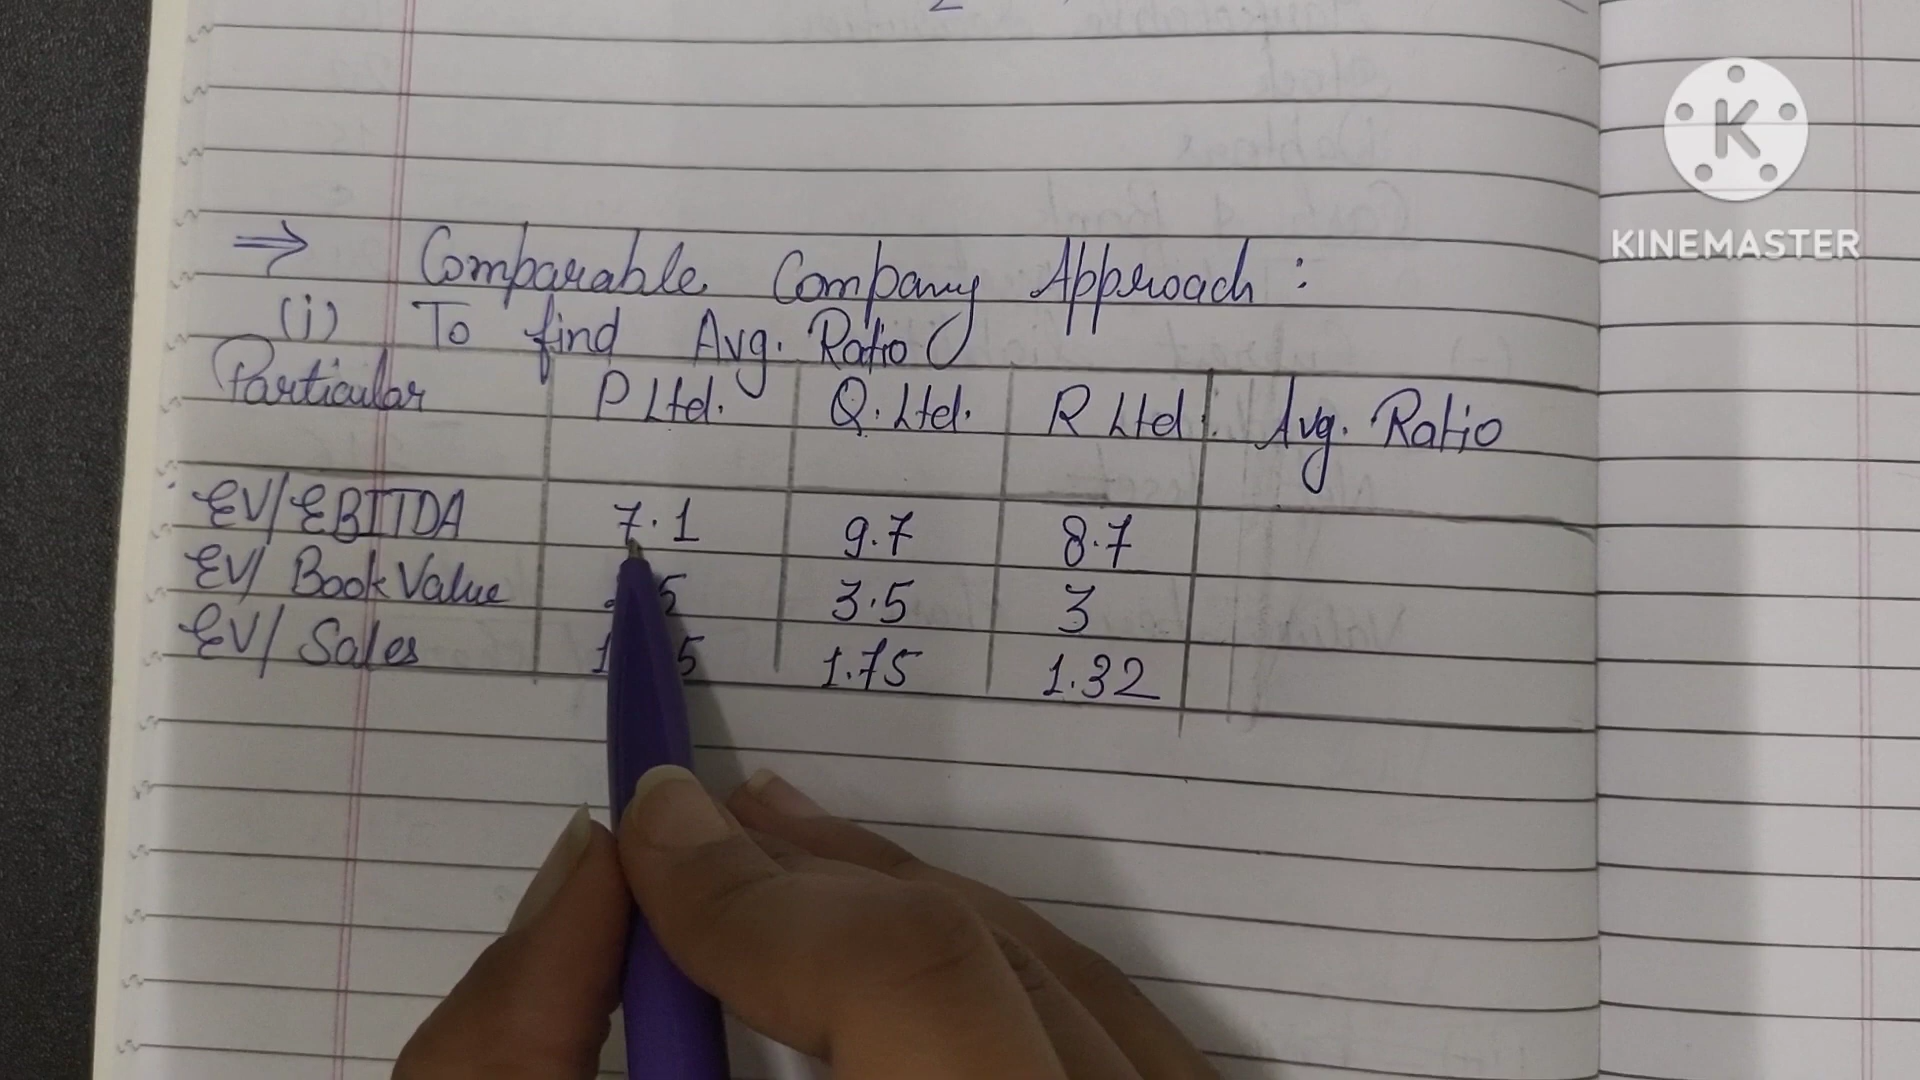 ⇒ Comparable Company Approach :
(i) To find Avg. Ratio
Particular P Ltd. Q. Ltd. R Ltd. Avg. Ratio
EV/EBITDA 7.1 9.7 8.7
EV/ Book Value 3.5 3
EV/ Sales 1.75 1.32
KINEMASTER